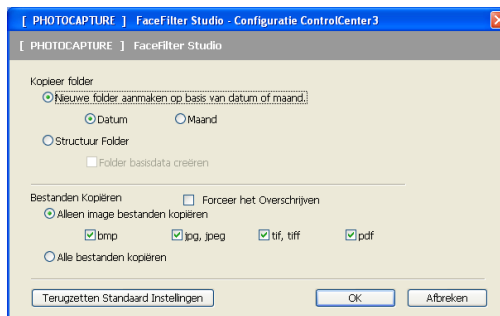 [ PHOTOCAPTURE ] FaceFilter Studio - Configuratie ControlCenter3
[ PHOTOCAPTURE ] FaceFilter Studio
Kopieer folder
Nieuwe folder aanmaken op basis van datum of maand.
Datum Maand
Structuur Folder
Folder basisdata creëren
Bestanden Kopiëren Forceer het Overschrijven
Alleen image bestanden kopiëren
bmp jpg, jpeg tif, tiff pdf
Alle bestanden kopiëren
Terugzetten Standaard Instellingen OK Afbreken